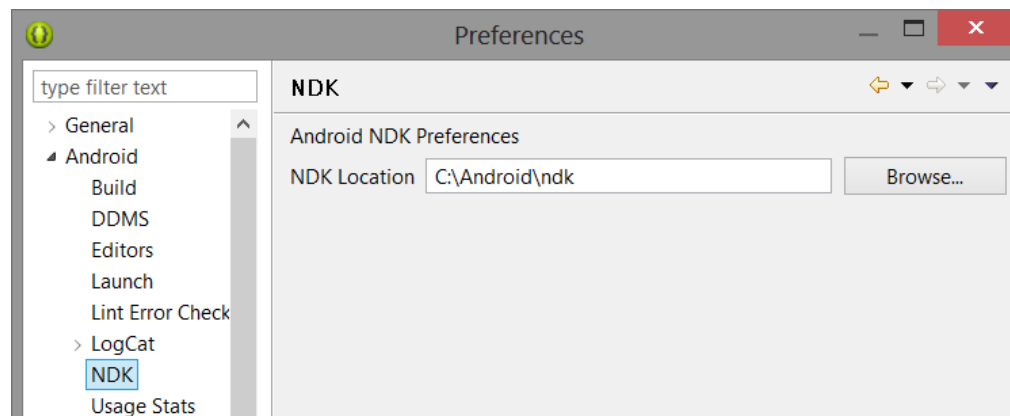 Preferences
type filter text
General
Android
Build
DDMS
Editors
Launch
Lint Error Check
LogCat
NDK
Usage Stats
NDK
Android NDK Preferences
NDK Location C:\Android\ndk Browse...